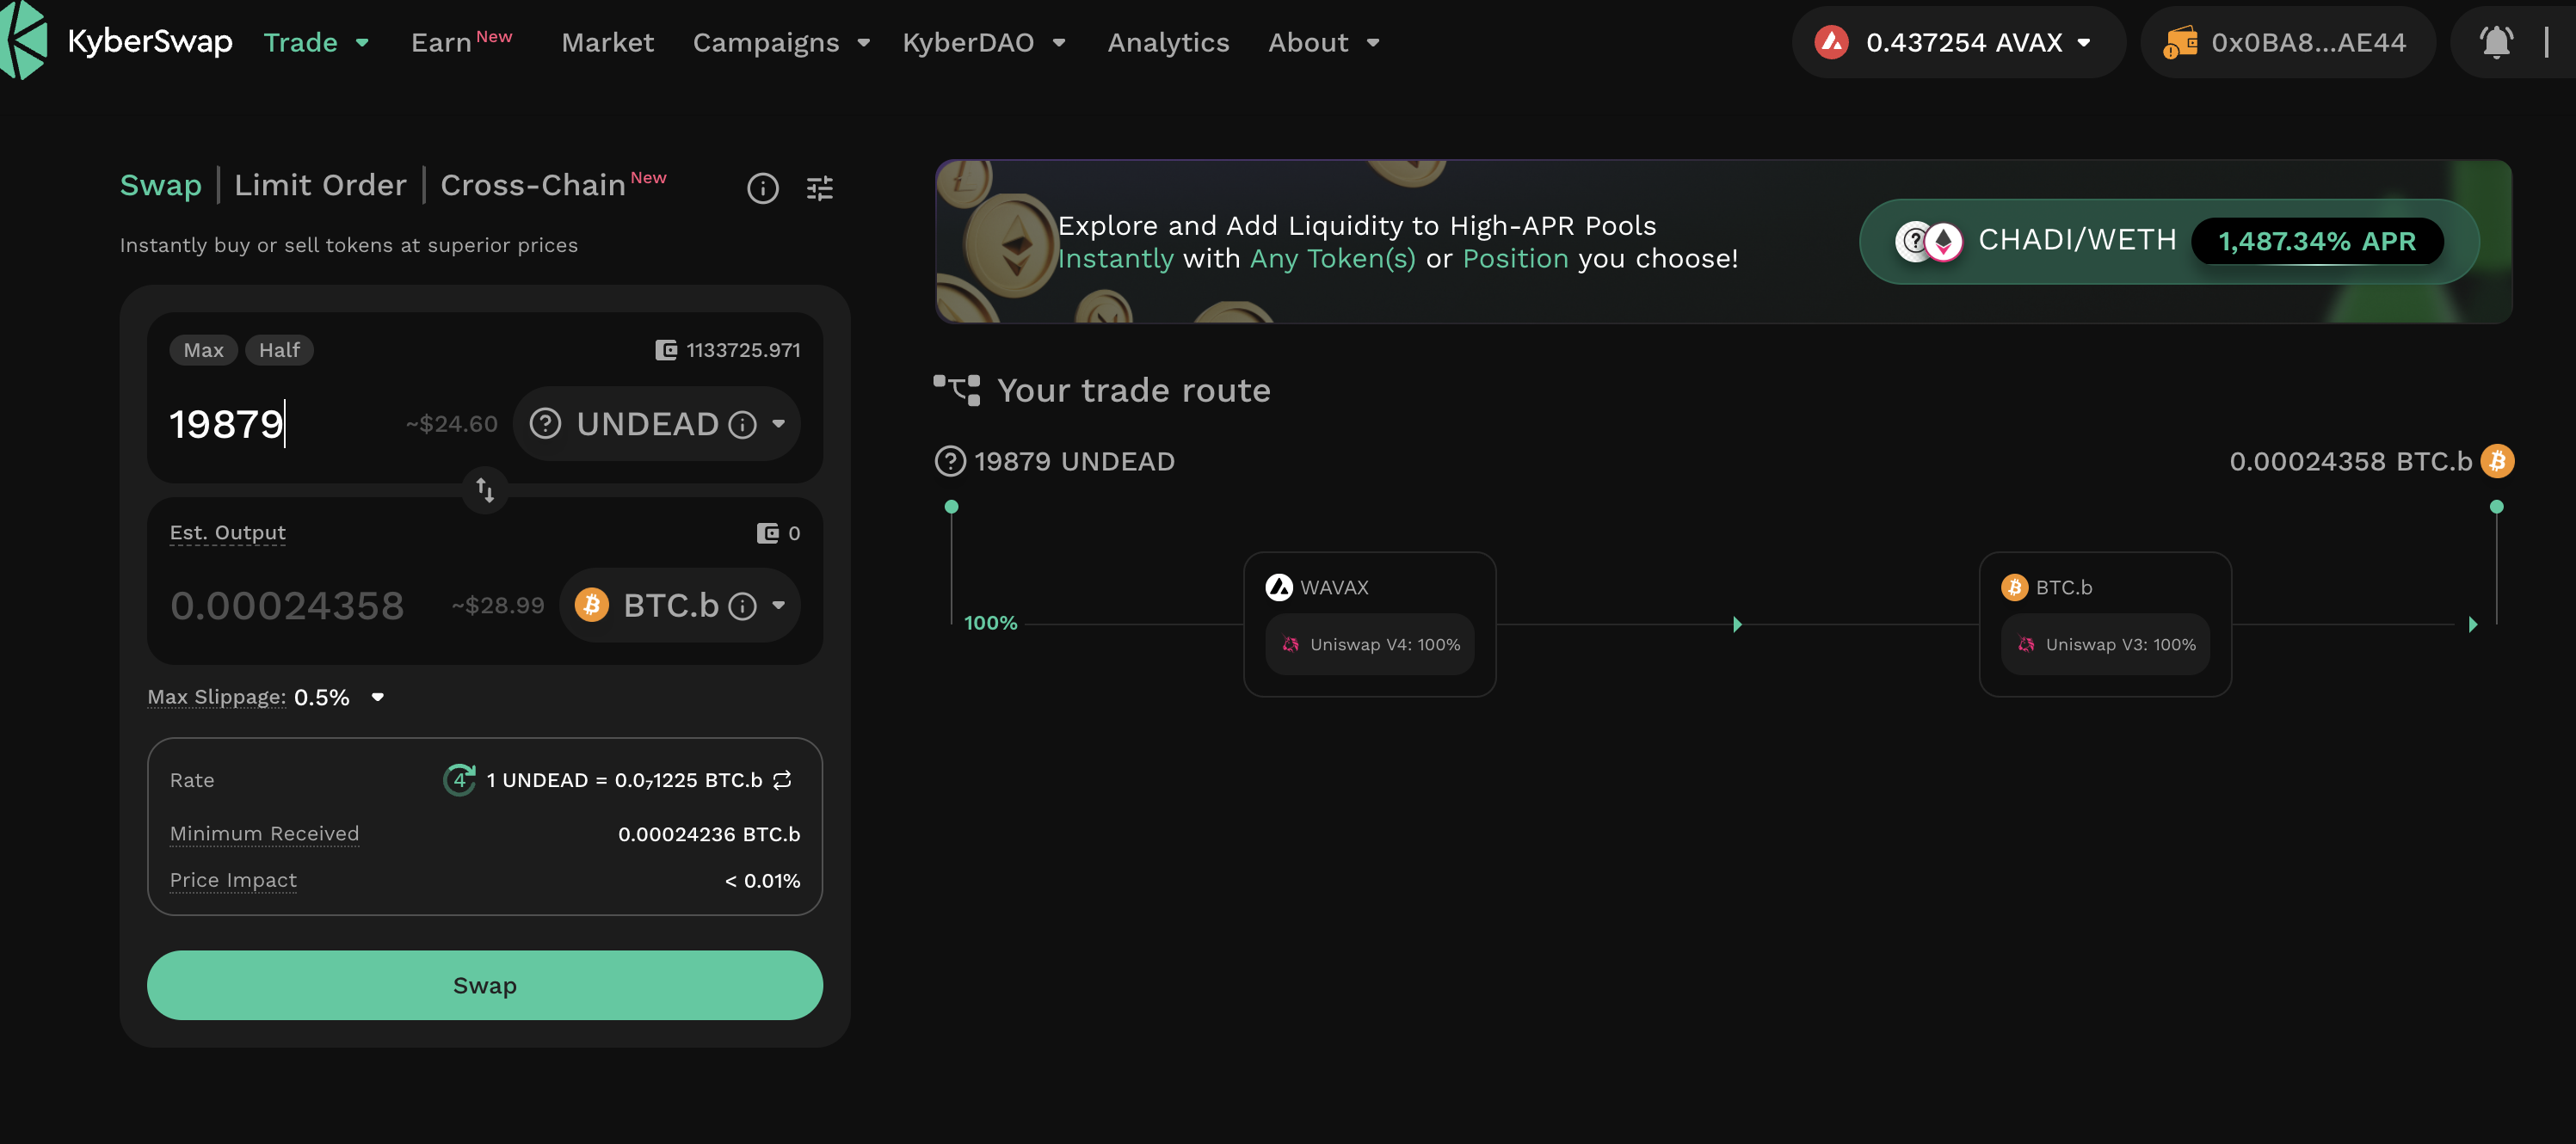 KyberSwap Trade Earn New Market Campaigns KyberDAO Analytics About 0.437254 AVAX 0x0BA8...AE44
Swap | Limit Order | Cross-Chain New
Instantly buy or sell tokens at superior prices
Max Half 1133725.971
19879 ~$24.60 UNDEAD
Est. Output 0
0.00024358 ~$28.99 BTC.b
Max Slippage: 0.5%
Rate 4 1 UNDEAD = 0.0₇1225 BTC.b
Minimum Received 0.00024236 BTC.b
Price Impact < 0.01%
Swap
Explore and Add Liquidity to High-APR Pools
Instantly with Any Token(s) or Position you choose!
CHADI/WETH 1,487.34% APR
Your trade route
19879 UNDEAD 0.00024358 BTC.b
100%
WAVAX
Uniswap V4: 100%
BTC.b
Uniswap V3: 100%